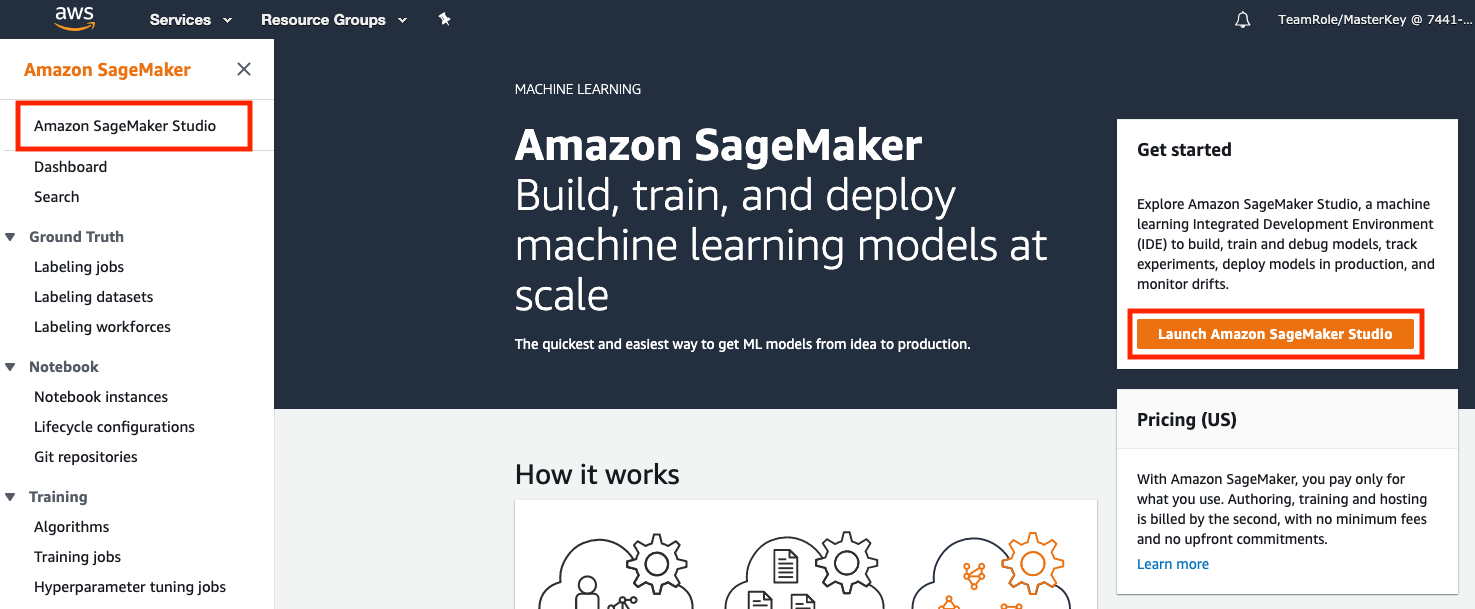 aws
Services
Resource Groups
TeamRole/MasterKey @ 7441-...
Amazon SageMaker
Amazon SageMaker Studio
Dashboard
Search
Ground Truth
Labeling jobs
Labeling datasets
Labeling workforces
Notebook
Notebook instances
Lifecycle configurations
Git repositories
Training
Algorithms
Training jobs
Hyperparameter tuning jobs
MACHINE LEARNING
Amazon SageMaker
Build, train, and deploy
machine learning models at
scale
The quickest and easiest way to get ML models from idea to production.
How it works
Get started
Explore Amazon SageMaker Studio, a machine
learning Integrated Development Environment
(IDE) to build, train and debug models, track
experiments, deploy models in production, and
monitor drifts.
Launch Amazon SageMaker Studio
Pricing (US)
With Amazon SageMaker, you pay only for
what you use. Authoring, training and hosting
is billed by the second, with no minimum fees
and no upfront commitments.
Learn more